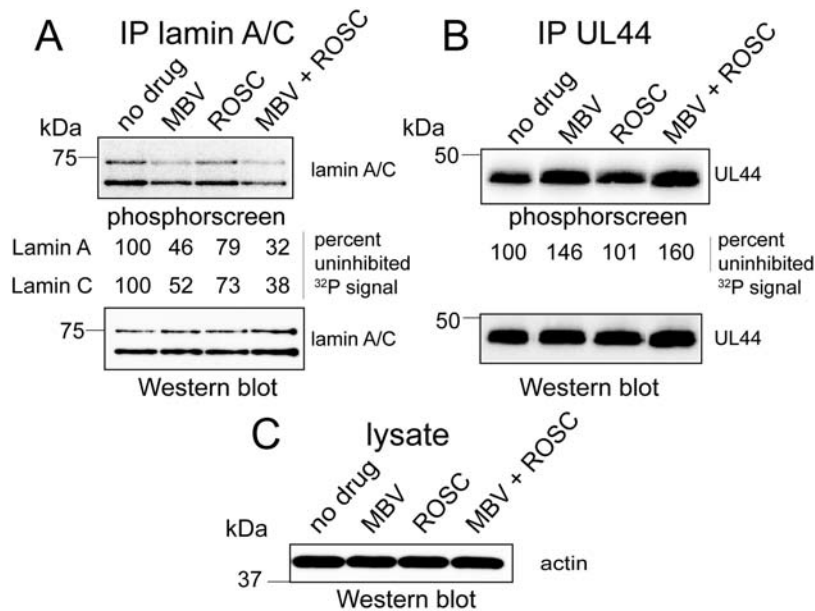 A IP lamin A/C
no drug MBV ROSC MBV + ROSC
kDa
75 lamin A/C
phosphorscreen
Lamin A 100 46 79 32
Lamin C 100 52 73 38
percent
uninhibited
³²P signal
75 lamin A/C
Western blot
B IP UL44
no drug MBV ROSC MBV + ROSC
kDa
50 UL44
phosphorscreen
100 146 101 160
percent
uninhibited
³²P signal
50 UL44
Western blot
C lysate
no drug MBV ROSC MBV + ROSC
kDa
actin
37
Western blot